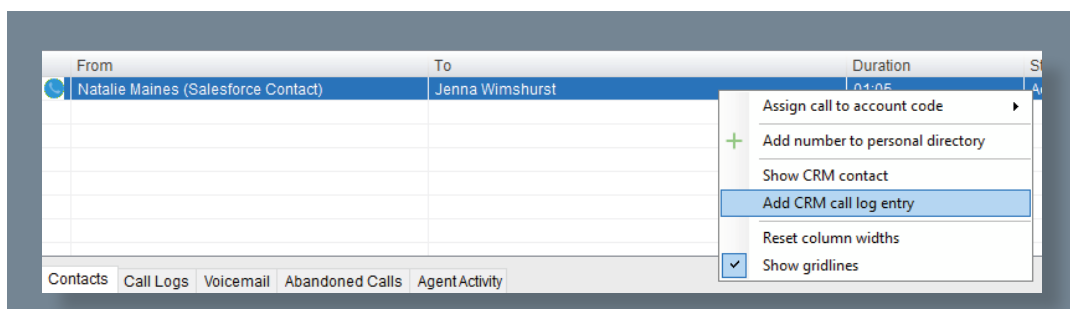 From To Duration
Natalie Maines (Salesforce Contact) Jenna Wimshurst 01:05
Assign call to account code
Add number to personal directory
Show CRM contact
Add CRM call log entry
Reset column widths
Show gridlines
Contacts Call Logs Voicemail Abandoned Calls Agent Activity